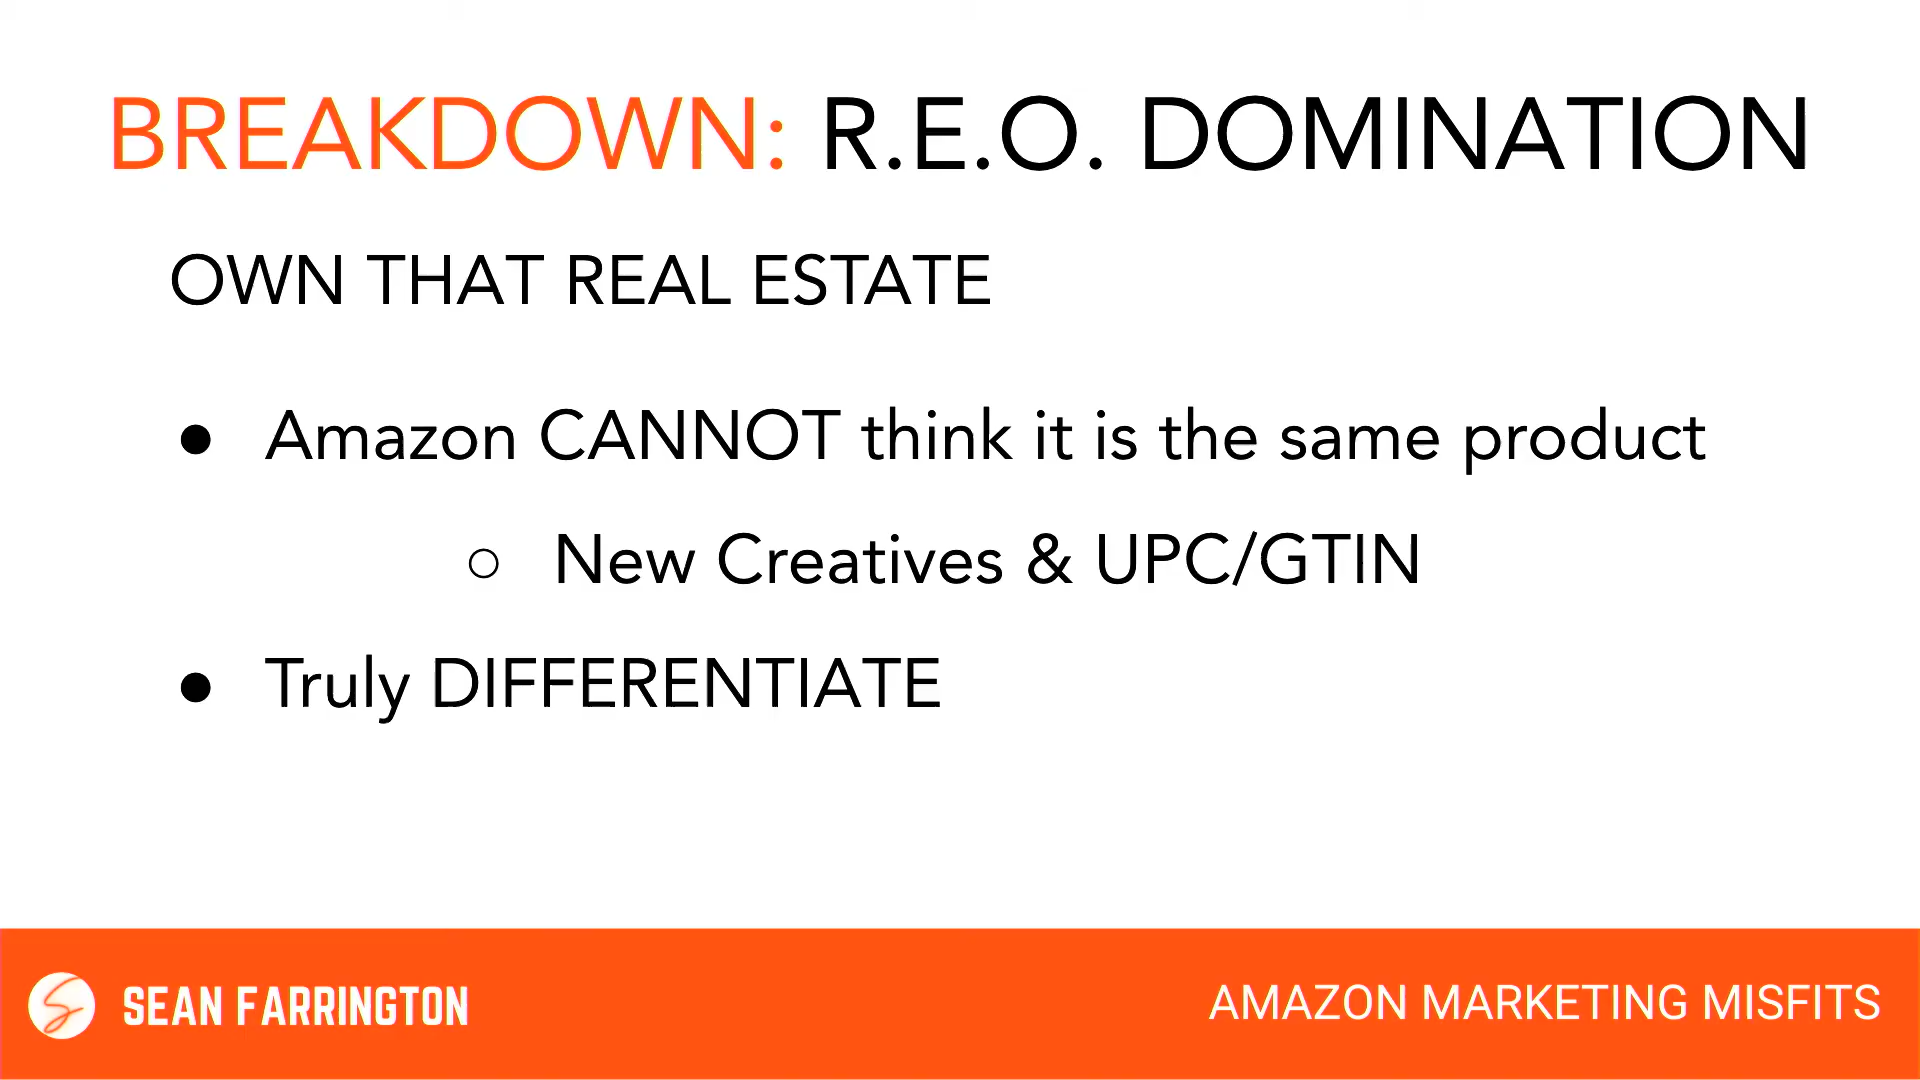 BREAKDOWN: R.E.O. DOMINATION
OWN THAT REAL ESTATE
● Amazon CANNOT think it is the same product
○ New Creatives & UPC/GTIN
● Truly DIFFERENTIATE
SEAN FARRINGTON
AMAZON MARKETING MISFITS